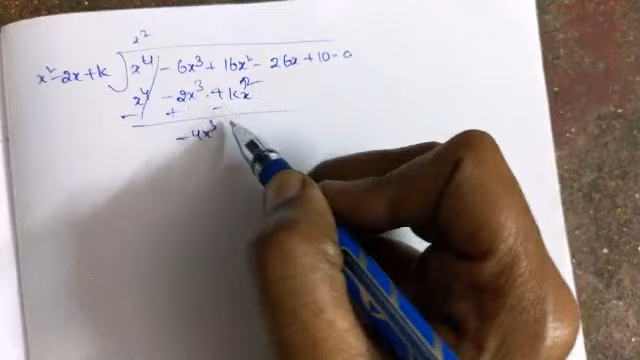 x²
x² - 2x + k ) x⁴ - 6x³ + 16x² - 26x + 10 - a
x⁴ - 2x³ + kx²
- + -
- 4x³